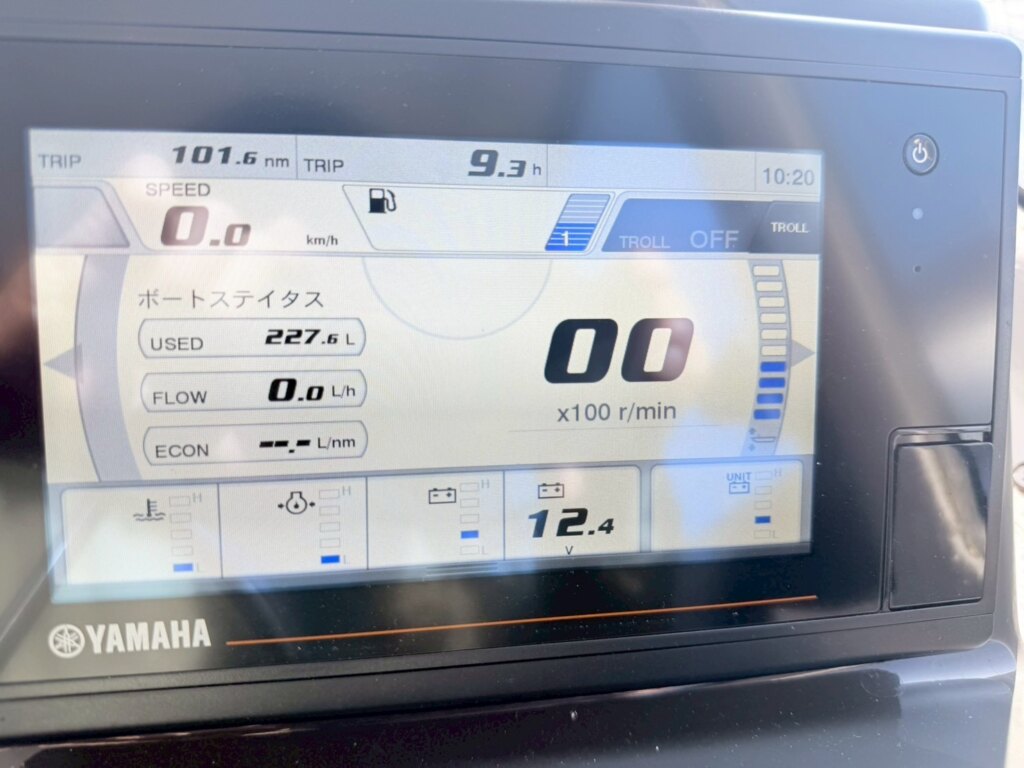 TRIP 101.6 nm TRIP 9.3 h 10:20
SPEED
0.0 km/h
1
TROLL OFF TROLL
ボートステイタス
USED 227.6 L
FLOW 0.0 L/h
ECON --.- L/nm
00
x100 r/min
H H H UNIT H
12.4
L L L V L
YAMAHA